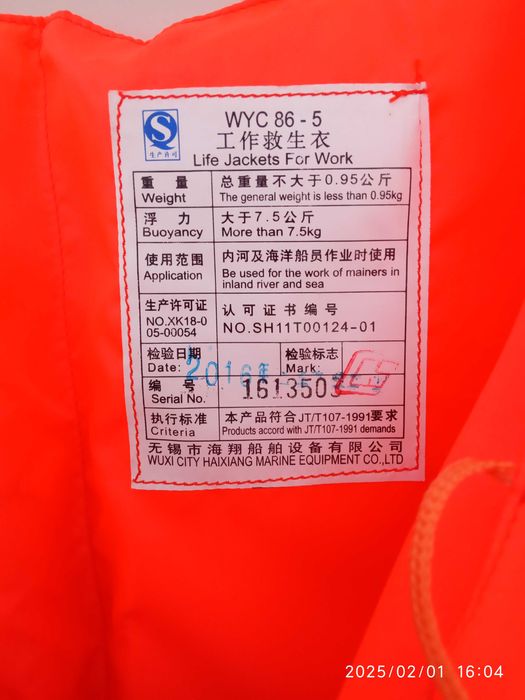 生产许可
WYC 86 - 5
工作救生衣
Life Jackets For Work
重 量 总重量不大于0.95公斤
Weight The general weight is less than 0.95kg
浮 力 大于7.5公斤
Buoyancy More than 7.5kg
使用范围 内河及海洋船员作业时使用
Application Be used for the work of mainers in
inland river and sea
生产许可证 认可证书编号
NO.XK18-0
05-00054 NO.SH11T00124-01
检验日期 检验标志
Date: 2016年 Mark:
编 号 1613503
Serial No.
执行标准 本产品符合JT/T107-1991要求
Criteria Products accord with JT/T107-1991 demands
无锡市海翔船舶设备有限公司
WUXI CITY HAIXIANG MARINE EQUIPMENT CO.,LTD
2025/02/01 16:04